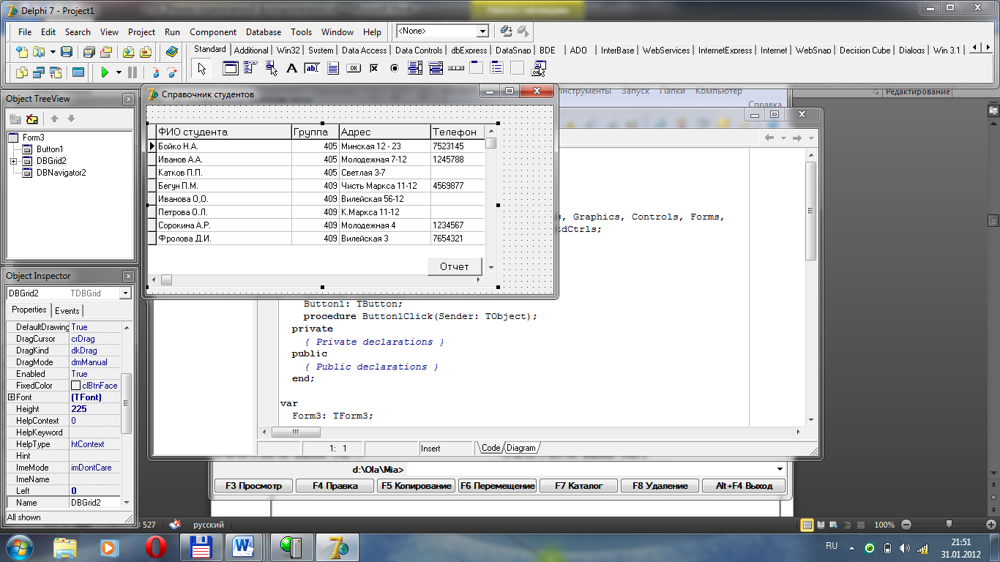 Delphi 7 - Project1
File Edit Search View Project Run Component Database Tools Window Help <None>
Standard Additional Win32 System Data Access Data Controls dbExpress DataSnap BDE ADO InterBase WebServices InternetExpress Internet WebSnap Decision Cube Dialogs Win 3.1
Object TreeView
Form3
Button1
DBGrid2
DBNavigator2
Справочник студентов
ФИО студента Группа Адрес Телефон
Бойко Н.А. 405 Минская 12 - 23 7523145
Иванов А.А. 405 Молодежная 7-12 1245788
Катков П.П. 405 Светлая 3-7
Бегун П.М. 409 Чисть Маркса 11-12 4569877
Иванова О,О. 409 Вилейская 56-12
Петрова О.Л. 409 К.Маркса 11-12
Сорокина А.Р. 409 Молодежная 4 1234567
Фролова Д.И. 409 Вилейская 3 7654321
Отчет
Инструменты Запуск Папки Компьютер
Справка
Редактирование
s, Graphics, Controls, Forms,
tdCtrls;
Button1: TButton;
procedure Button1Click(Sender: TObject);
private
{ Private declarations }
public
{ Public declarations }
end;
var
Form3: TForm3;
1: 1 Insert Code Diagram
Object Inspector
DBGrid2 TDBGrid
Properties Events
DefaultDrawing True
DragCursor crDrag
DragKind dkDrag
DragMode dmManual
Enabled True
FixedColor clBtnFace
Font (TFont)
Height 225
HelpContext 0
HelpKeyword
HelpType htContext
Hint
ImeMode imDontCare
ImeName
Left 0
Name DBGrid2
All shown
d:\Ola\Mia>
F3 Просмотр F4 Правка F5 Копирование F6 Перемещение F7 Каталог F8 Удаление Alt+F4 Выход
527 русский 100%
RU 21:51
31.01.2012